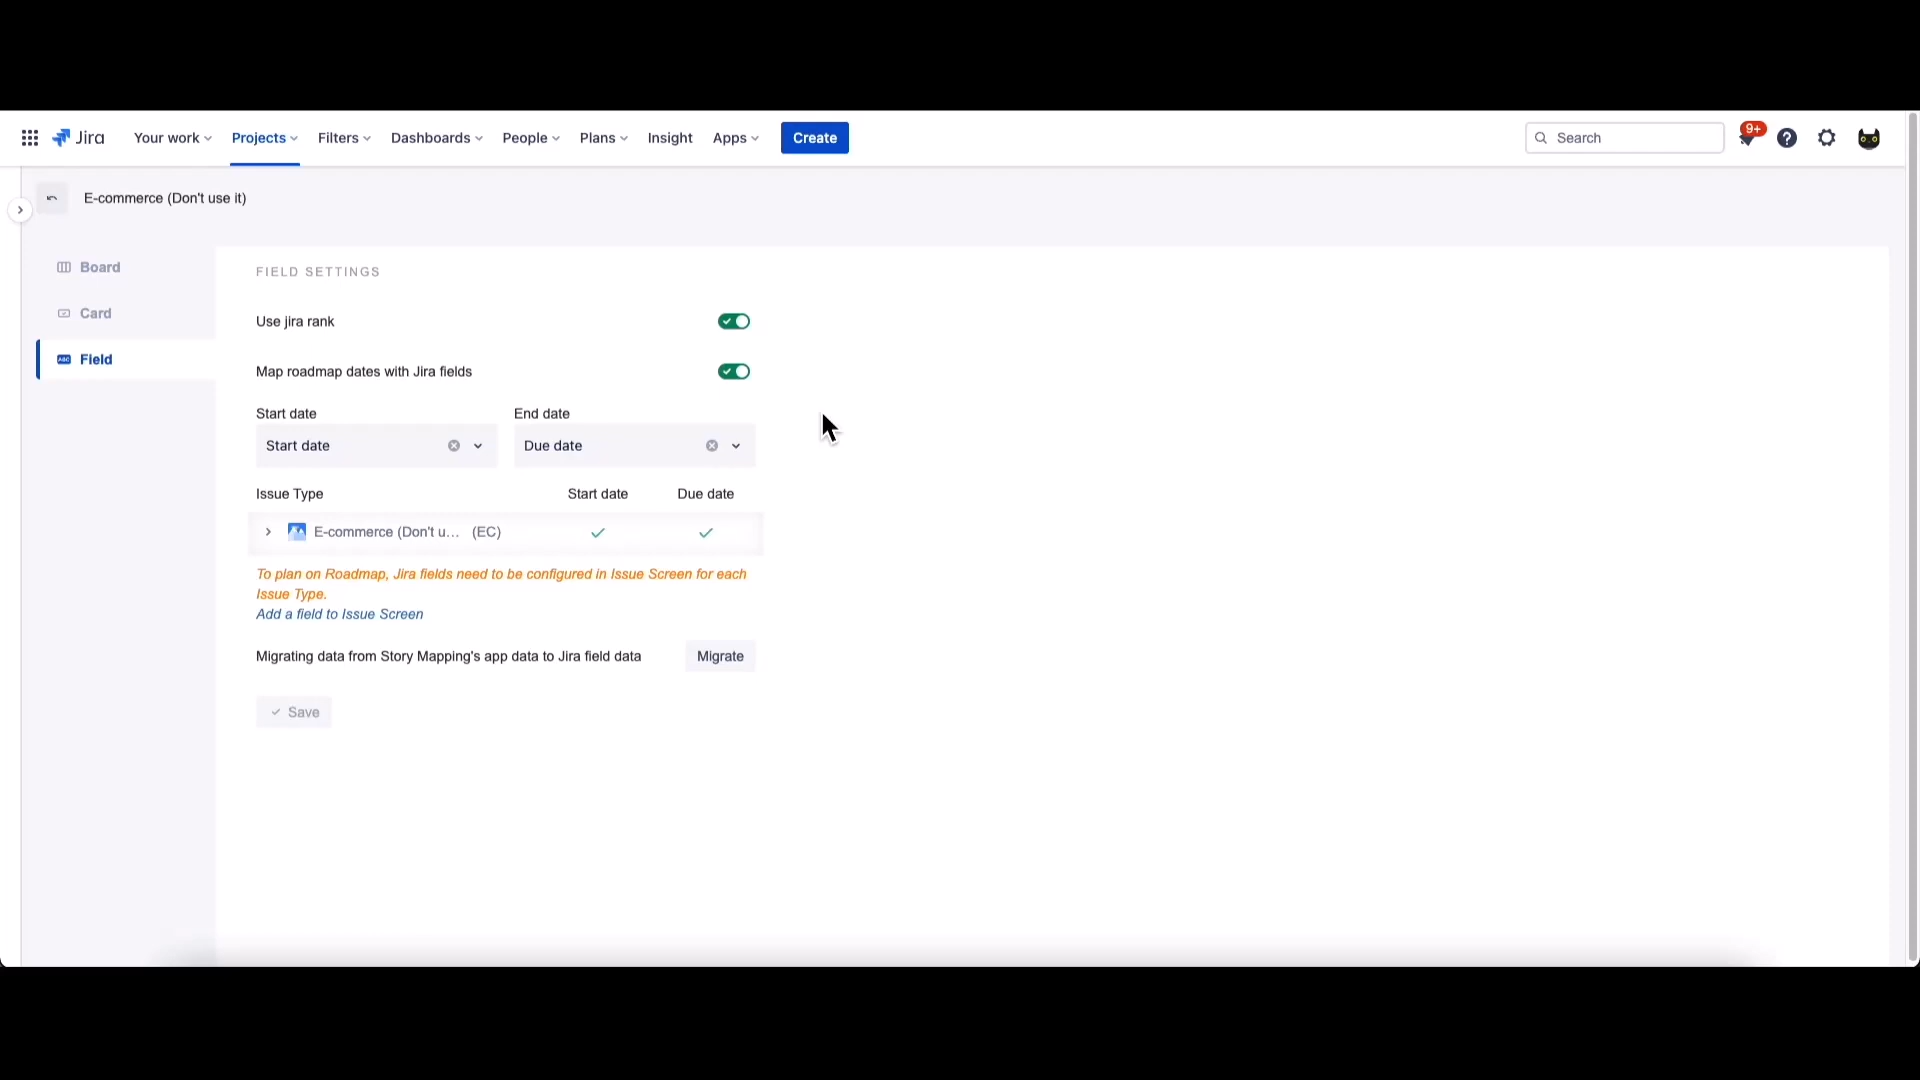 Jira
Your work
Projects
Filters
Dashboards
People
Plans
Insight
Apps
Create
Search
9+
E-commerce (Don't use it)
Board
Card
Field
FIELD SETTINGS
Use jira rank
Map roadmap dates with Jira fields
Start date
End date
Start date
Due date
Issue Type
Start date
Due date
E-commerce (Don't u... (EC)
To plan on Roadmap, Jira fields need to be configured in Issue Screen for each
Issue Type.
Add a field to Issue Screen
Migrating data from Story Mapping's app data to Jira field data
Migrate
Save